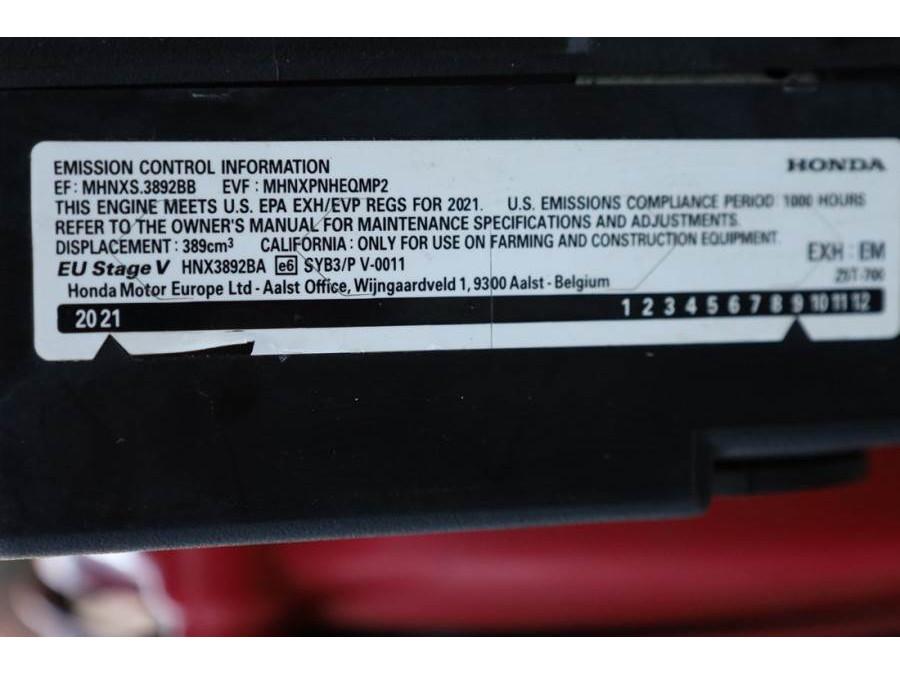 EMISSION CONTROL INFORMATION HONDA
EF: MHNXS.3892BB EVF: MHNXPNHEQMP2
THIS ENGINE MEETS U.S. EPA EXH/EVP REGS FOR 2021. U.S. EMISSIONS COMPLIANCE PERIOD: 1000 HOURS
REFER TO THE OWNER'S MANUAL FOR MAINTENANCE SPECIFICATIONS AND ADJUSTMENTS.
DISPLACEMENT: 389cm³ CALIFORNIA: ONLY FOR USE ON FARMING AND CONSTRUCTION EQUIPMENT.
EXH: EM
EU Stage V HNX3892BA e6 SYB3/P V-0011
Honda Motor Europe Ltd - Aalst Office, Wijngaardveld 1, 9300 Aalst - Belgium
2021 1 2 3 4 5 6 7 8 9 10 11 12